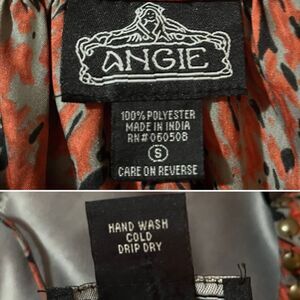 ANGIE
100% POLYESTER
MADE IN INDIA
RN# 060508
S
CARE ON REVERSE
HAND WASH
COLD
DRIP DRY